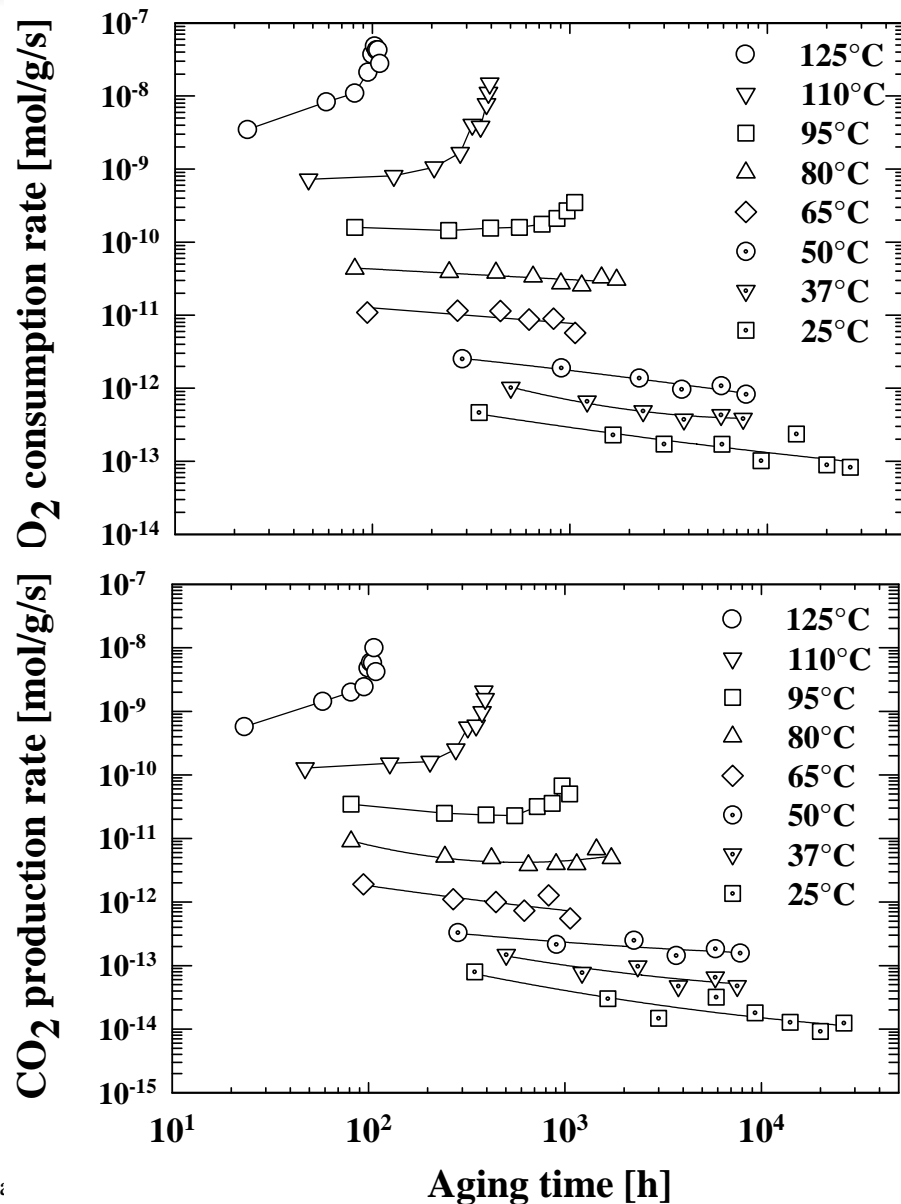 O2 consumption rate [mol/g/s]
10-7
10-8
10-9
10-10
10-11
10-12
10-13
10-14
125°C
110°C
95°C
80°C
65°C
50°C
37°C
25°C
CO2 production rate [mol/g/s]
10-7
10-8
10-9
10-10
10-11
10-12
10-13
10-14
10-15
125°C
110°C
95°C
80°C
65°C
50°C
37°C
25°C
101
102
103
104
Aging time [h]